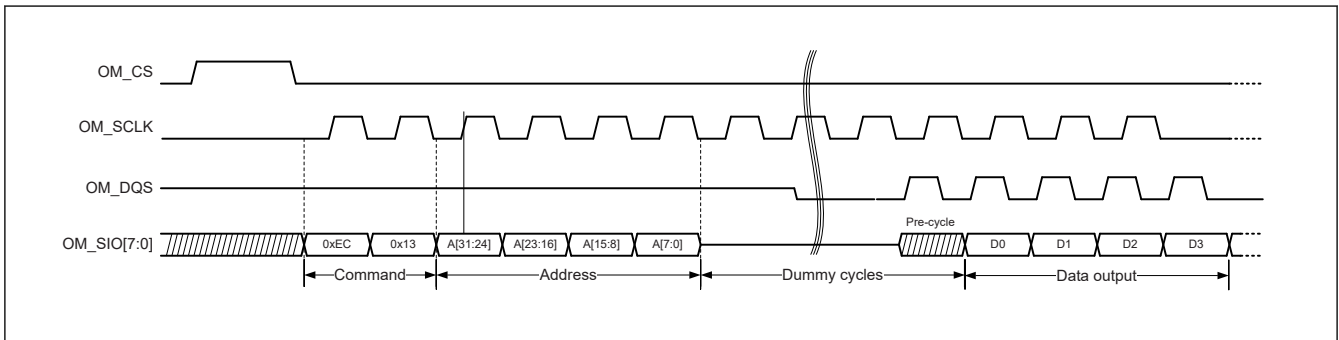 OM_CS
OM_SCLK
OM_DQS
Pre-cycle
OM_SIO[7:0] 0xEC 0x13 A[31:24] A[23:16] A[15:8] A[7:0] D0 D1 D2 D3
Command Address Dummy cycles Data output